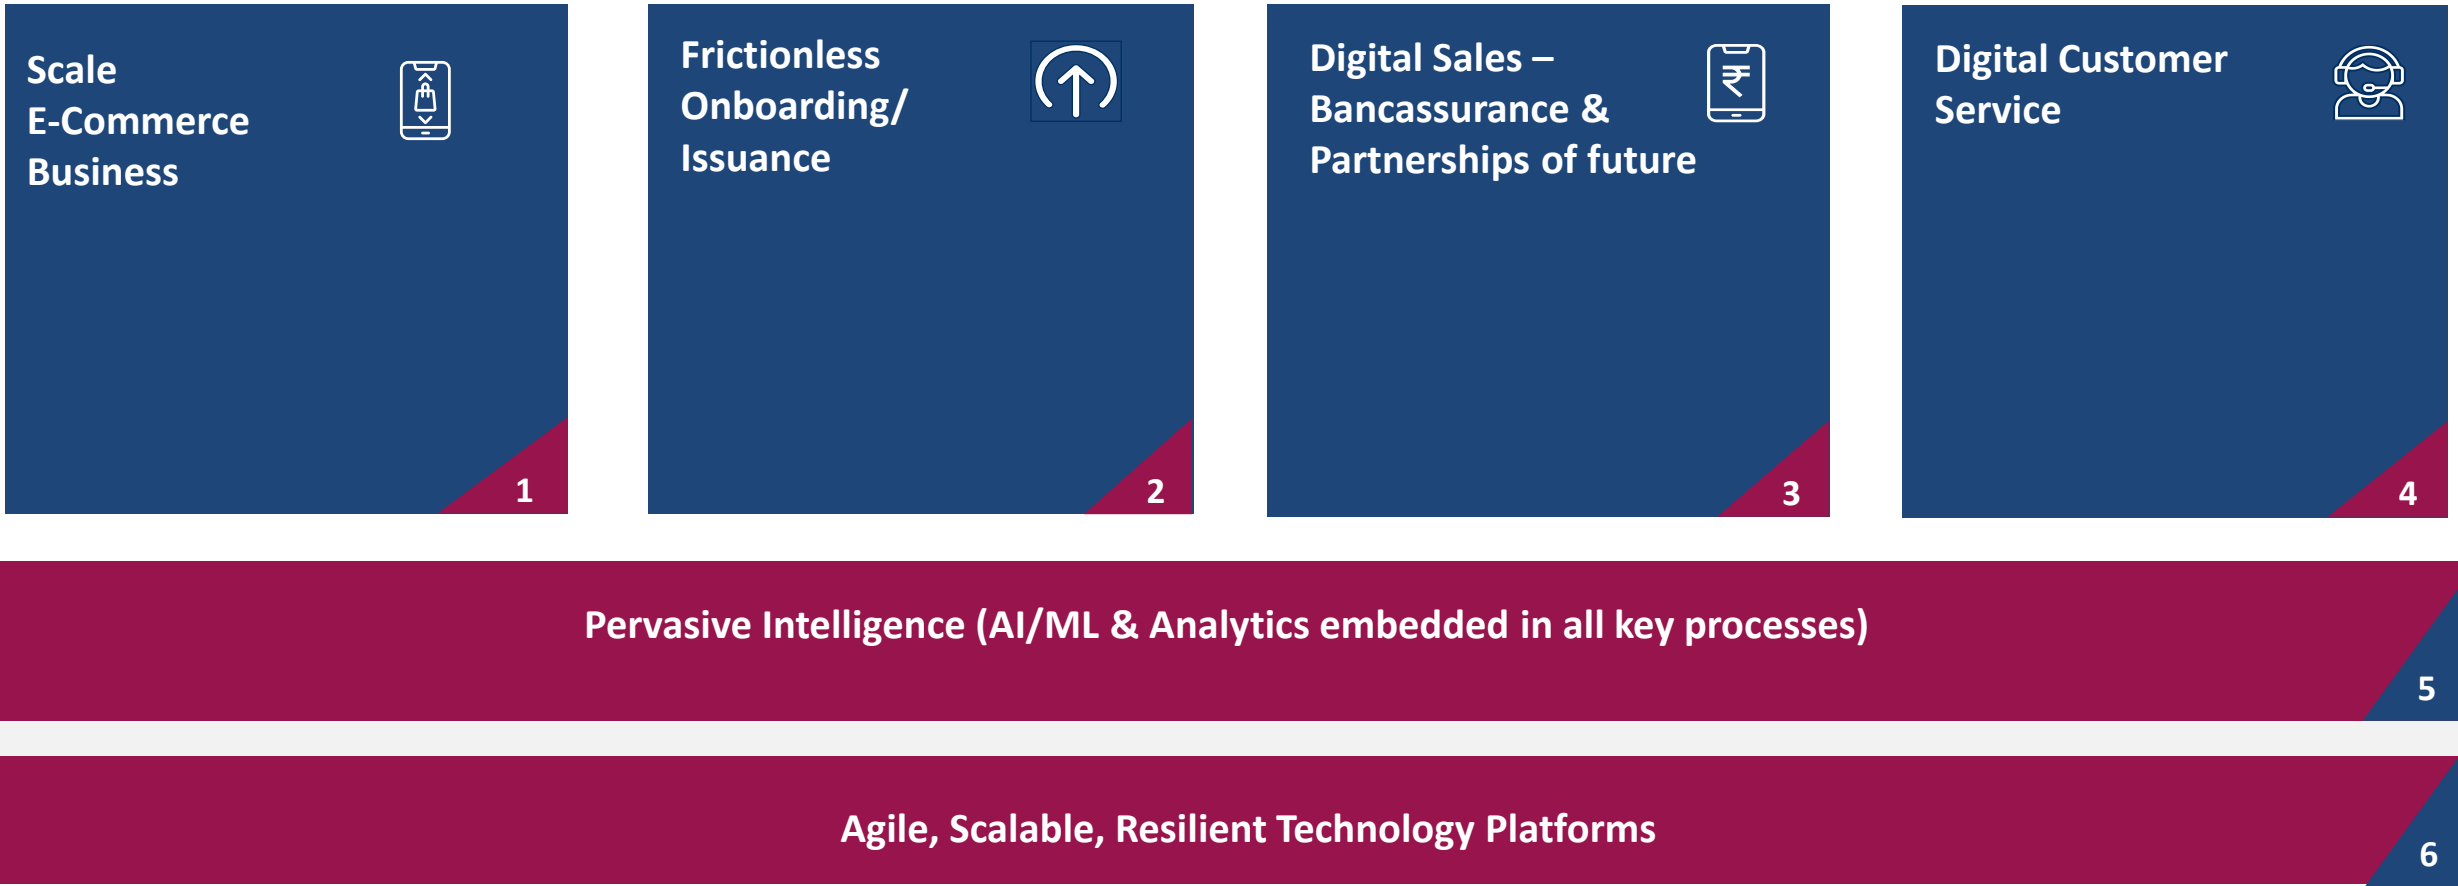 Scale
E-Commerce
Business
1
Frictionless
Onboarding/
Issuance
2
Digital Sales –
Bancassurance &
Partnerships of future
₹
3
Digital Customer
Service
4
Pervasive Intelligence (AI/ML & Analytics embedded in all key processes)
5
Agile, Scalable, Resilient Technology Platforms
6